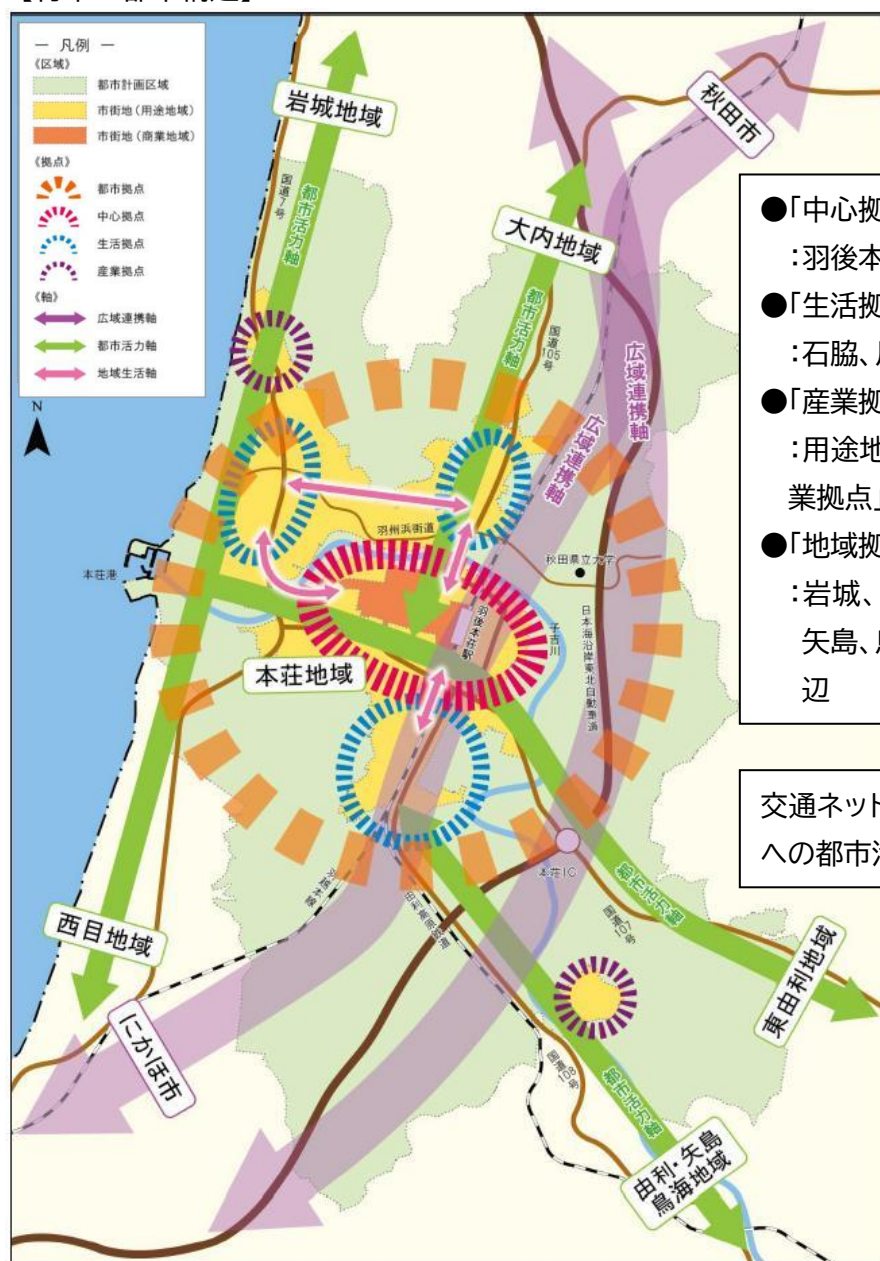 ― 凡例 ―
《区域》
都市計画区域
市街地(用途地域)
市街地(商業地域)
《拠点》
都市拠点
中心拠点
生活拠点
産業拠点
《軸》
広域連携軸
都市活力軸
地域生活軸
N
岩城地域
秋田市
国道7号
都市活力軸
大内地域
都市活力軸
国道105号
広域連携軸
広域連携軸
羽州浜街道
秋田県立大学
本荘港
羽後本荘駅
子吉川
日本海沿岸東北自動車道
本荘地域
本荘IC
羽越本線
由利高原鉄道
都市活力軸
国道107号
西目地域
東由利地域
にかほ市
国道108号
都市活力軸
由利・矢島
鳥海地域
●「中心拠
:羽後本
●「生活拠
:石脇、
●「産業拠
:用途地
業拠点
●「地域拠
:岩城、
矢島、
辺
交通ネット
への都市